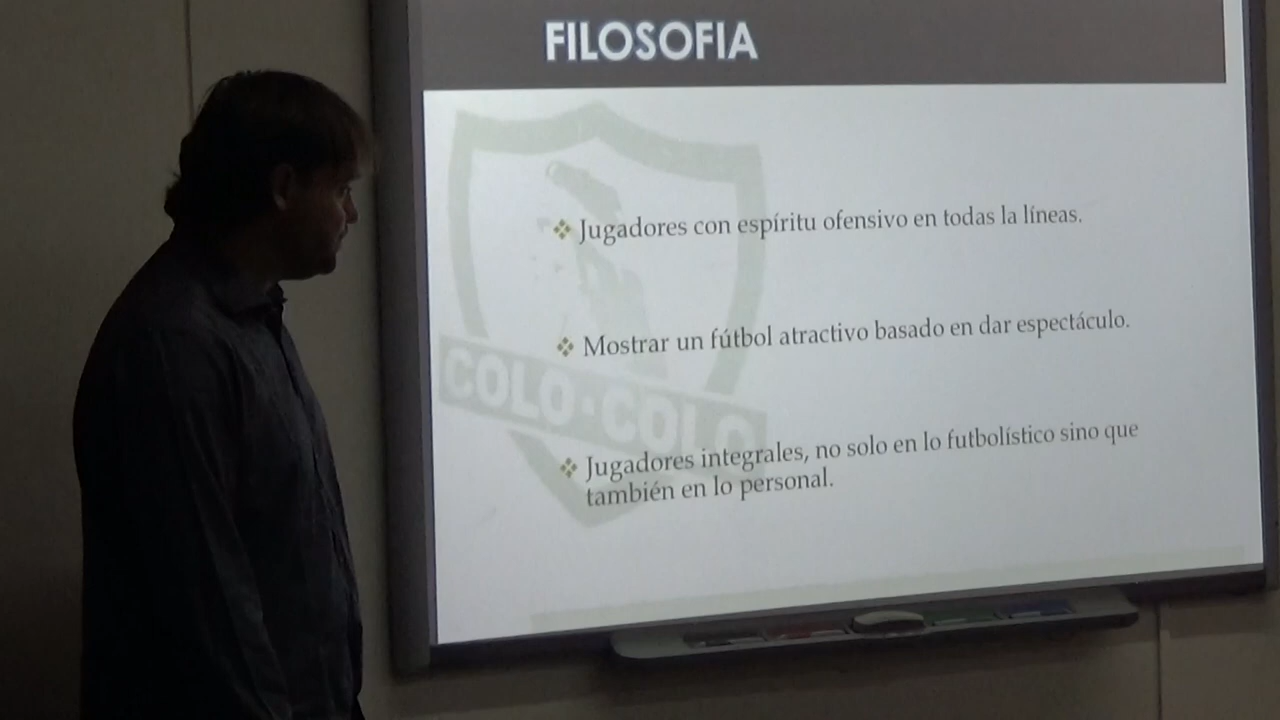 FILOSOFIA
Jugadores con espíritu ofensivo en todas la líneas.
Mostrar un fútbol atractivo basado en dar espectáculo.
COLO-COLO
Jugadores integrales, no solo en lo futbolístico sino que
también en lo personal.